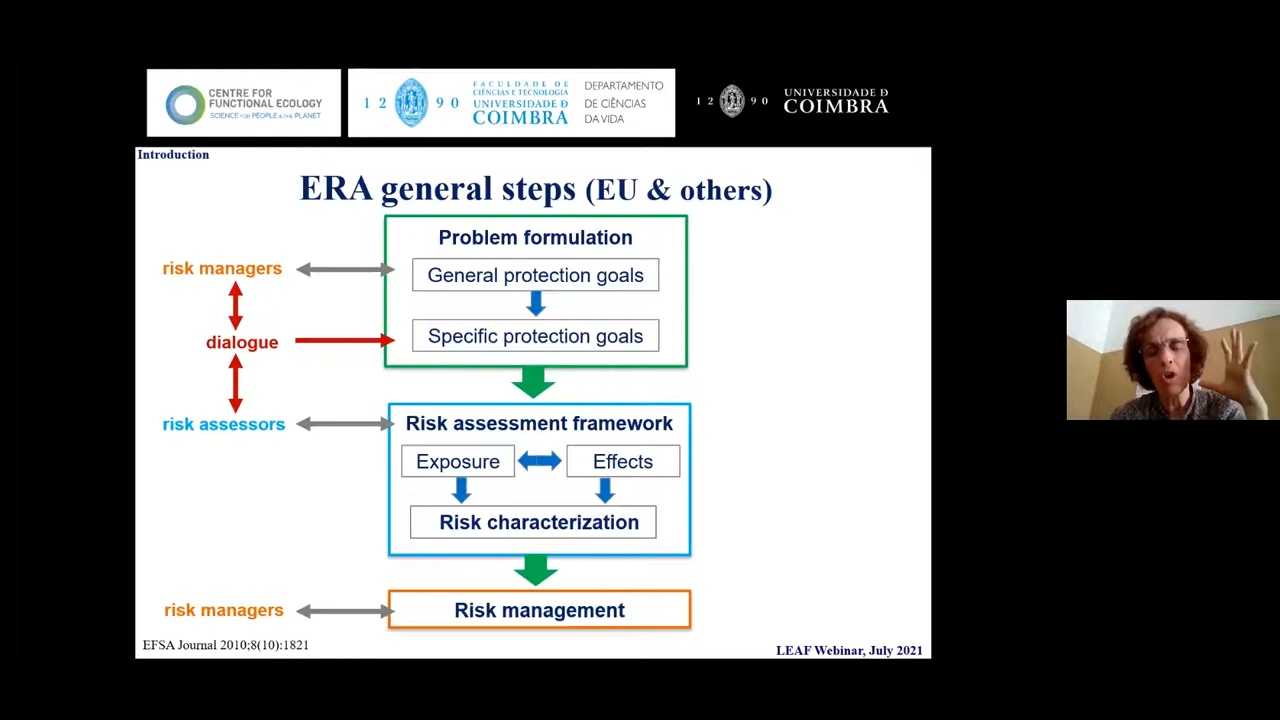 CENTRE FOR
FUNCTIONAL ECOLOGY
SCIENCE FOR PEOPLE & THE PLANET
1 2 9 0
FACULDADE DE
CIÊNCIAS E TECNOLOGIA
UNIVERSIDADE D
COIMBRA
DEPARTAMENTO
DE CIÊNCIAS
DA VIDA
1 2 9 0
UNIVERSIDADE D
COIMBRA
Introduction
ERA general steps (EU & others)
Problem formulation
risk managers
General protection goals
dialogue
Specific protection goals
risk assessors
Risk assessment framework
Exposure
Effects
Risk characterization
risk managers
Risk management
EFSA Journal 2010;8(10):1821
LEAF Webinar, July 2021